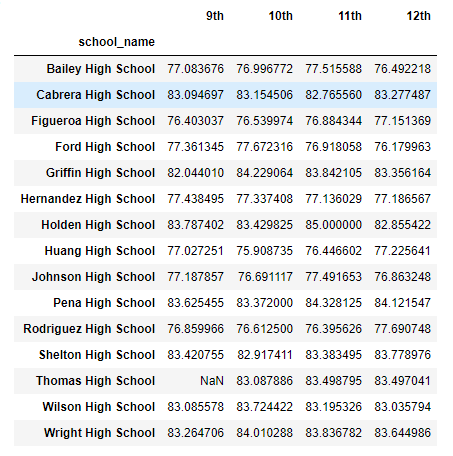 9th 10th 11th 12th
school_name
Bailey High School 77.083676 76.996772 77.515588 76.492218
Cabrera High School 83.094697 83.154506 82.765560 83.277487
Figueroa High School 76.403037 76.539974 76.884344 77.151369
Ford High School 77.361345 77.672316 76.918058 76.179963
Griffin High School 82.044010 84.229064 83.842105 83.356164
Hernandez High School 77.438495 77.337408 77.136029 77.186567
Holden High School 83.787402 83.429825 85.000000 82.855422
Huang High School 77.027251 75.908735 76.446602 77.225641
Johnson High School 77.187857 76.691117 77.491653 76.863248
Pena High School 83.625455 83.372000 84.328125 84.121547
Rodriguez High School 76.859966 76.612500 76.395626 77.690748
Shelton High School 83.420755 82.917411 83.383495 83.778976
Thomas High School NaN 83.087886 83.498795 83.497041
Wilson High School 83.085578 83.724422 83.195326 83.035794
Wright High School 83.264706 84.010288 83.836782 83.644986